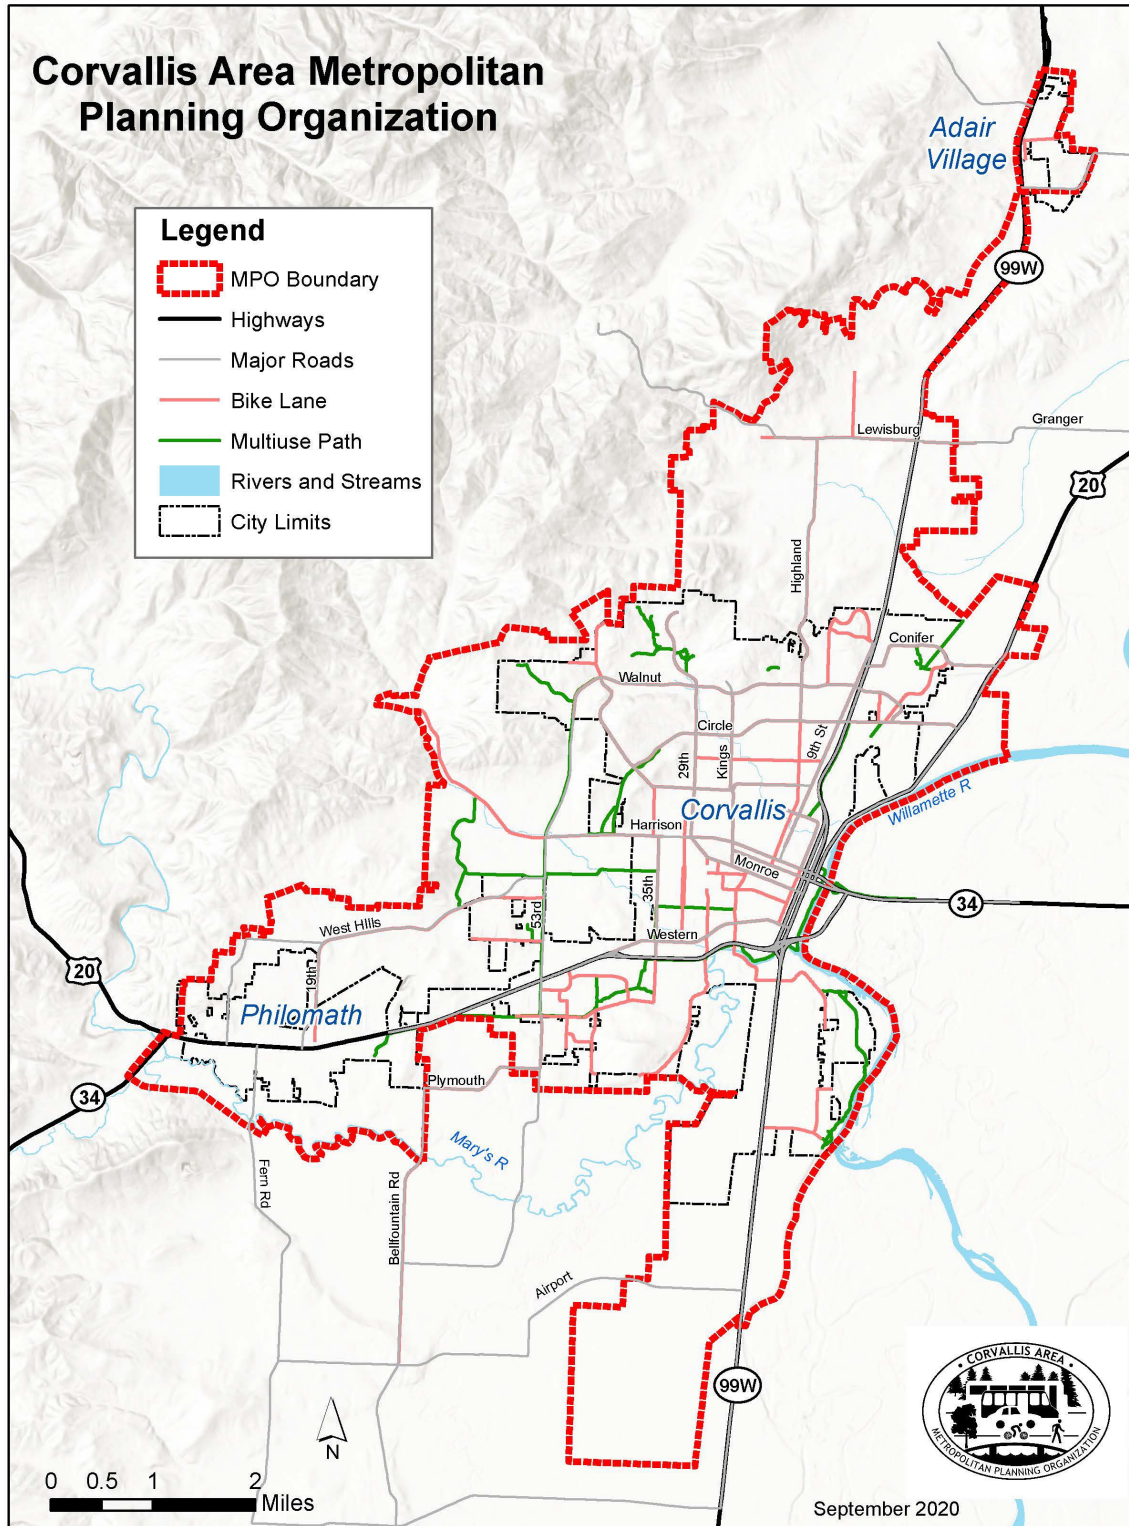 Corvallis Area Metropolitan
Planning Organization
Adair
Village
Legend
MPO Boundary
Highways
Major Roads
Bike Lane
Multiuse Path
Rivers and Streams
City Limits
99W
Lewisburg
Granger
20
Highland
Conifer
Walnut
Circle
9th St
29th
Kings
Corvallis
Willamette R
Harrison
Monroe
35th
34
53rd
West HIlls
Western
20
19th
Philomath
Plymouth
34
Mary's R
Fern Rd
Bellfountain Rd
Airport
99W
N
0 0.5 1 2
Miles
CORVALLIS AREA
METROPOLITAN PLANNING ORGANIZATION
September 2020